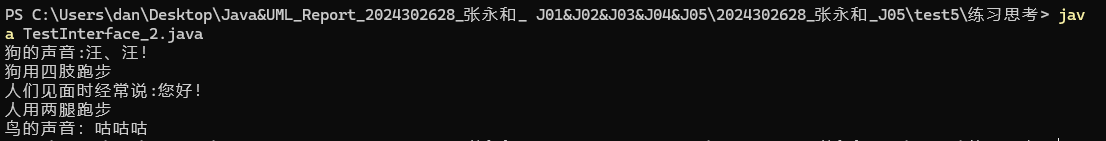 PS C:\Users\dan\Desktop\Java&UML_Report_2024302628_张永和_ J01&J02&J03&J04&J05\2024302628_张永和_J05\test5\练习思考> jav
a TestInterface_2.java
狗的声音:汪、汪!
狗用四肢跑步
人们见面时经常说:您好!
人用两腿跑步
鸟的声音: 咕咕咕